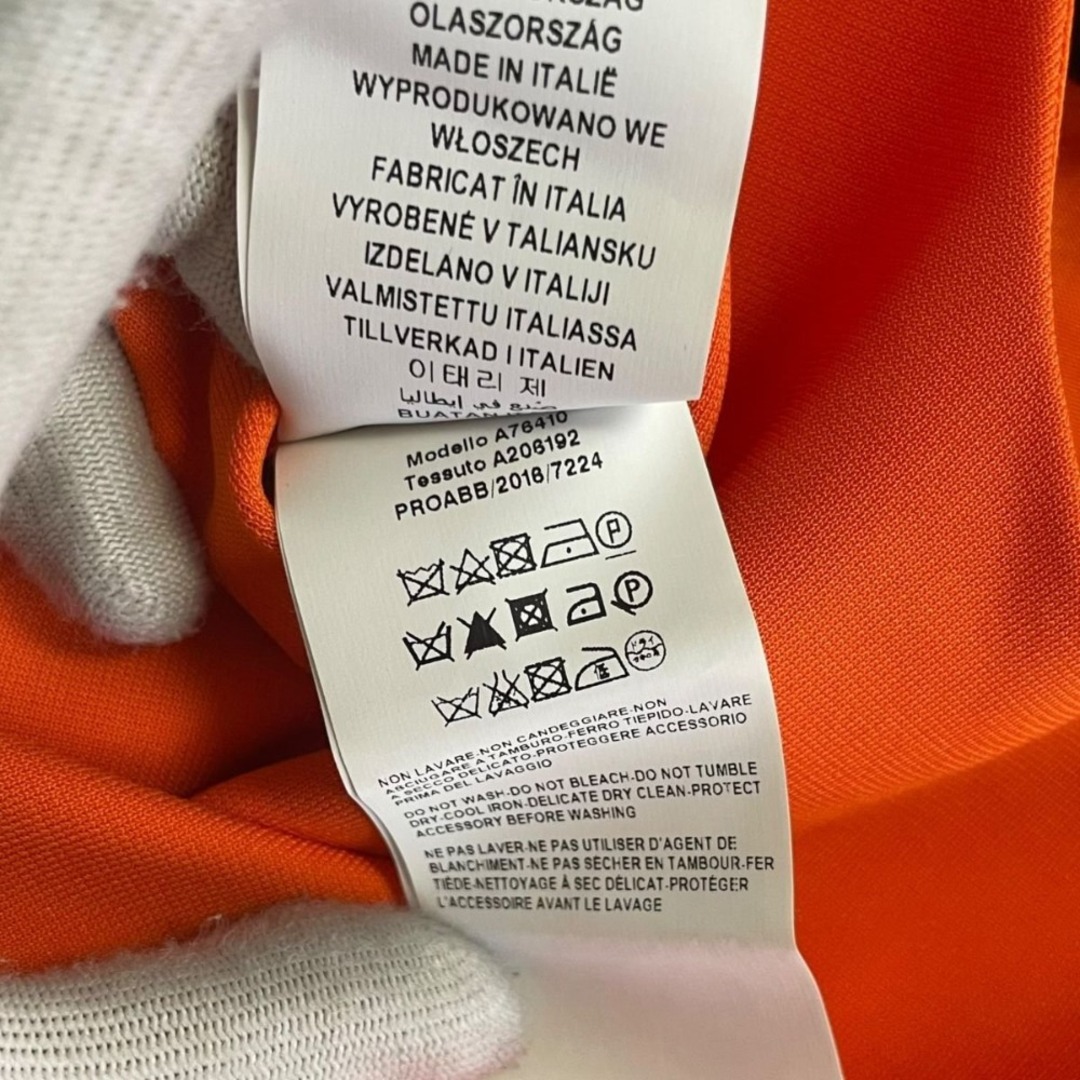 OLASZORSZÁG
MADE IN ITALIË
WYPRODUKOWANO WE
WŁOSZECH
FABRICAT ÎN ITALIA
VYROBENÉ V TALIANSKU
IZDELANO V ITALIJI
VALMISTETTU ITALIASSA
TILLVERKAD I ITALIEN
이태리 제
صنع في ايطاليا
BUATAN
Modello A76410
Tessuto A206192
PROABB/2016/7224
P
P
ドライ
NON LAVARE-NON CANDEGGIARE-NON
ASCIUGARE A TAMBURO-FERRO TIEPIDO-LAVARE
A SECCO DELICATO-PROTEGGERE ACCESSORIO
PRIMA DEL LAVAGGIO
DO NOT WASH-DO NOT BLEACH-DO NOT TUMBLE
DRY-COOL IRON-DELICATE DRY CLEAN-PROTECT
ACCESSORY BEFORE WASHING
NE PAS LAVER-NE PAS UTILISER D'AGENT DE
BLANCHIMENT-NE PAS SÉCHER EN TAMBOUR-FER
TIÈDE-NETTOYAGE À SEC DÉLICAT-PROTÉGER
L'ACCESSOIRE AVANT LE LAVAGE